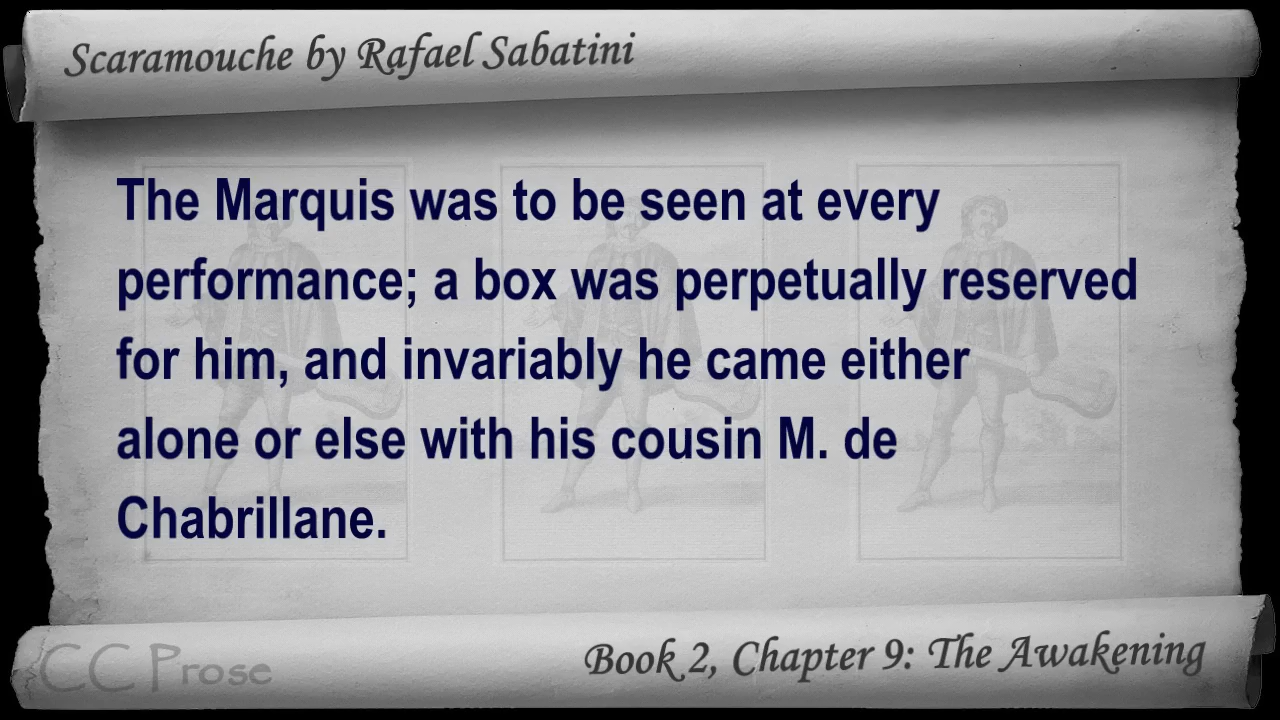 Scaramouche by Rafael Sabatini
The Marquis was to be seen at every
performance; a box was perpetually reserved
for him, and invariably he came either
alone or else with his cousin M. de
Chabrillane.
CC Prose
Book 2, Chapter 9: The Awakening